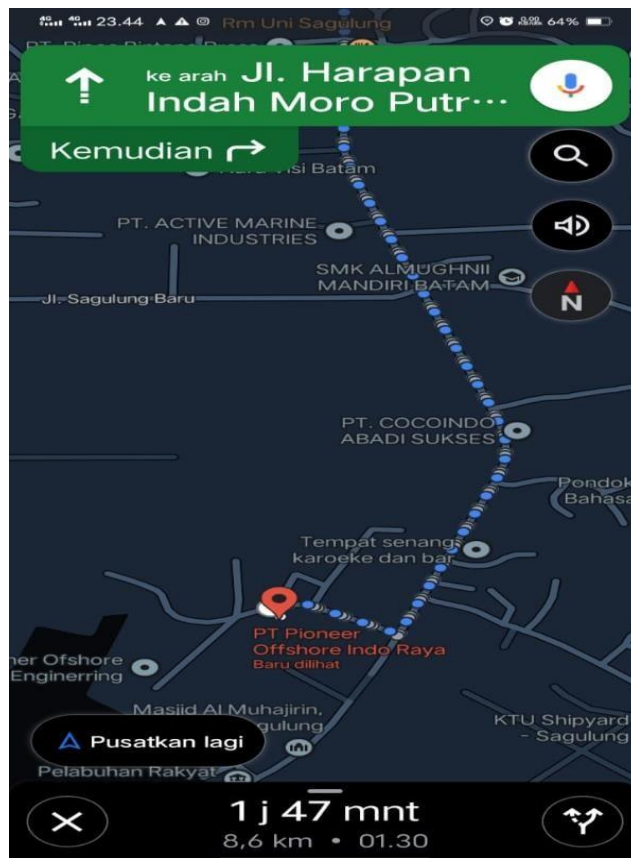 23.44
64%
Rm Uni Sagulung
ke arah Jl. Harapan
Indah Moro Putr...
Kemudian
si Batam
PT. ACTIVE MARINE
INDUSTRIES
SMK ALMUGHNII
MANDIRI BATAM
Jl. Sagulung Baru
N
PT. COCOINDO
ABADI SUKSES
Pondok
Bahasa
Tempat senang
karoeke dan bar
PT Pioneer
Offshore Indo Raya
Baru dilihat
er Ofshore
Enginerring
Masjid Al Muhajirin,
gulung
KTU Shipyard
- Sagulung
Pusatkan lagi
Pelabuhan Rakyat
1 j 47 mnt
8,6 km • 01.30